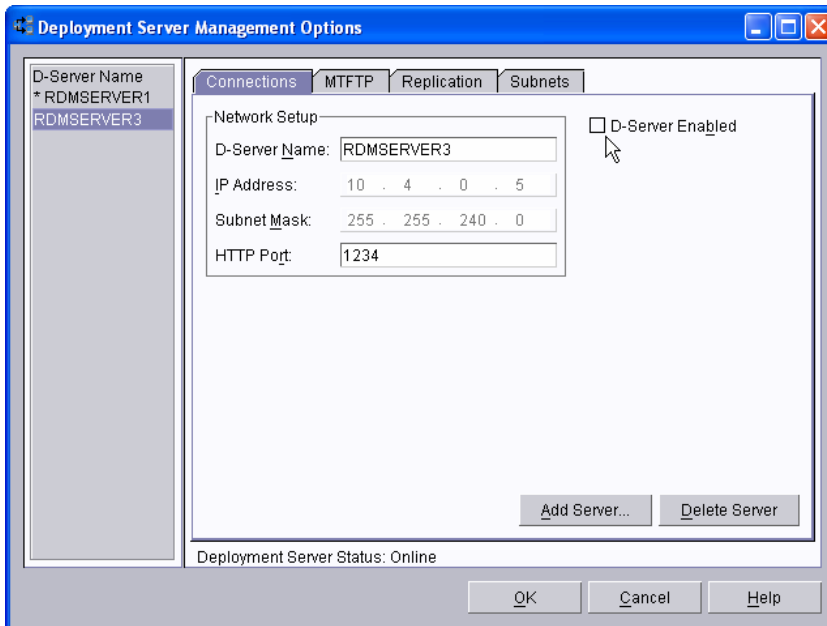 Deployment Server Management Options
D-Server Name
* RDMSERVER1
RDMSERVER3
Connections
MTFTP
Replication
Subnets
Network Setup
D-Server Name: RDMSERVER3
IP Address: 10 . 4 . 0 . 5
Subnet Mask: 255 . 255 . 240 . 0
HTTP Port: 1234
D-Server Enabled
Add Server...
Delete Server
Deployment Server Status: Online
OK
Cancel
Help